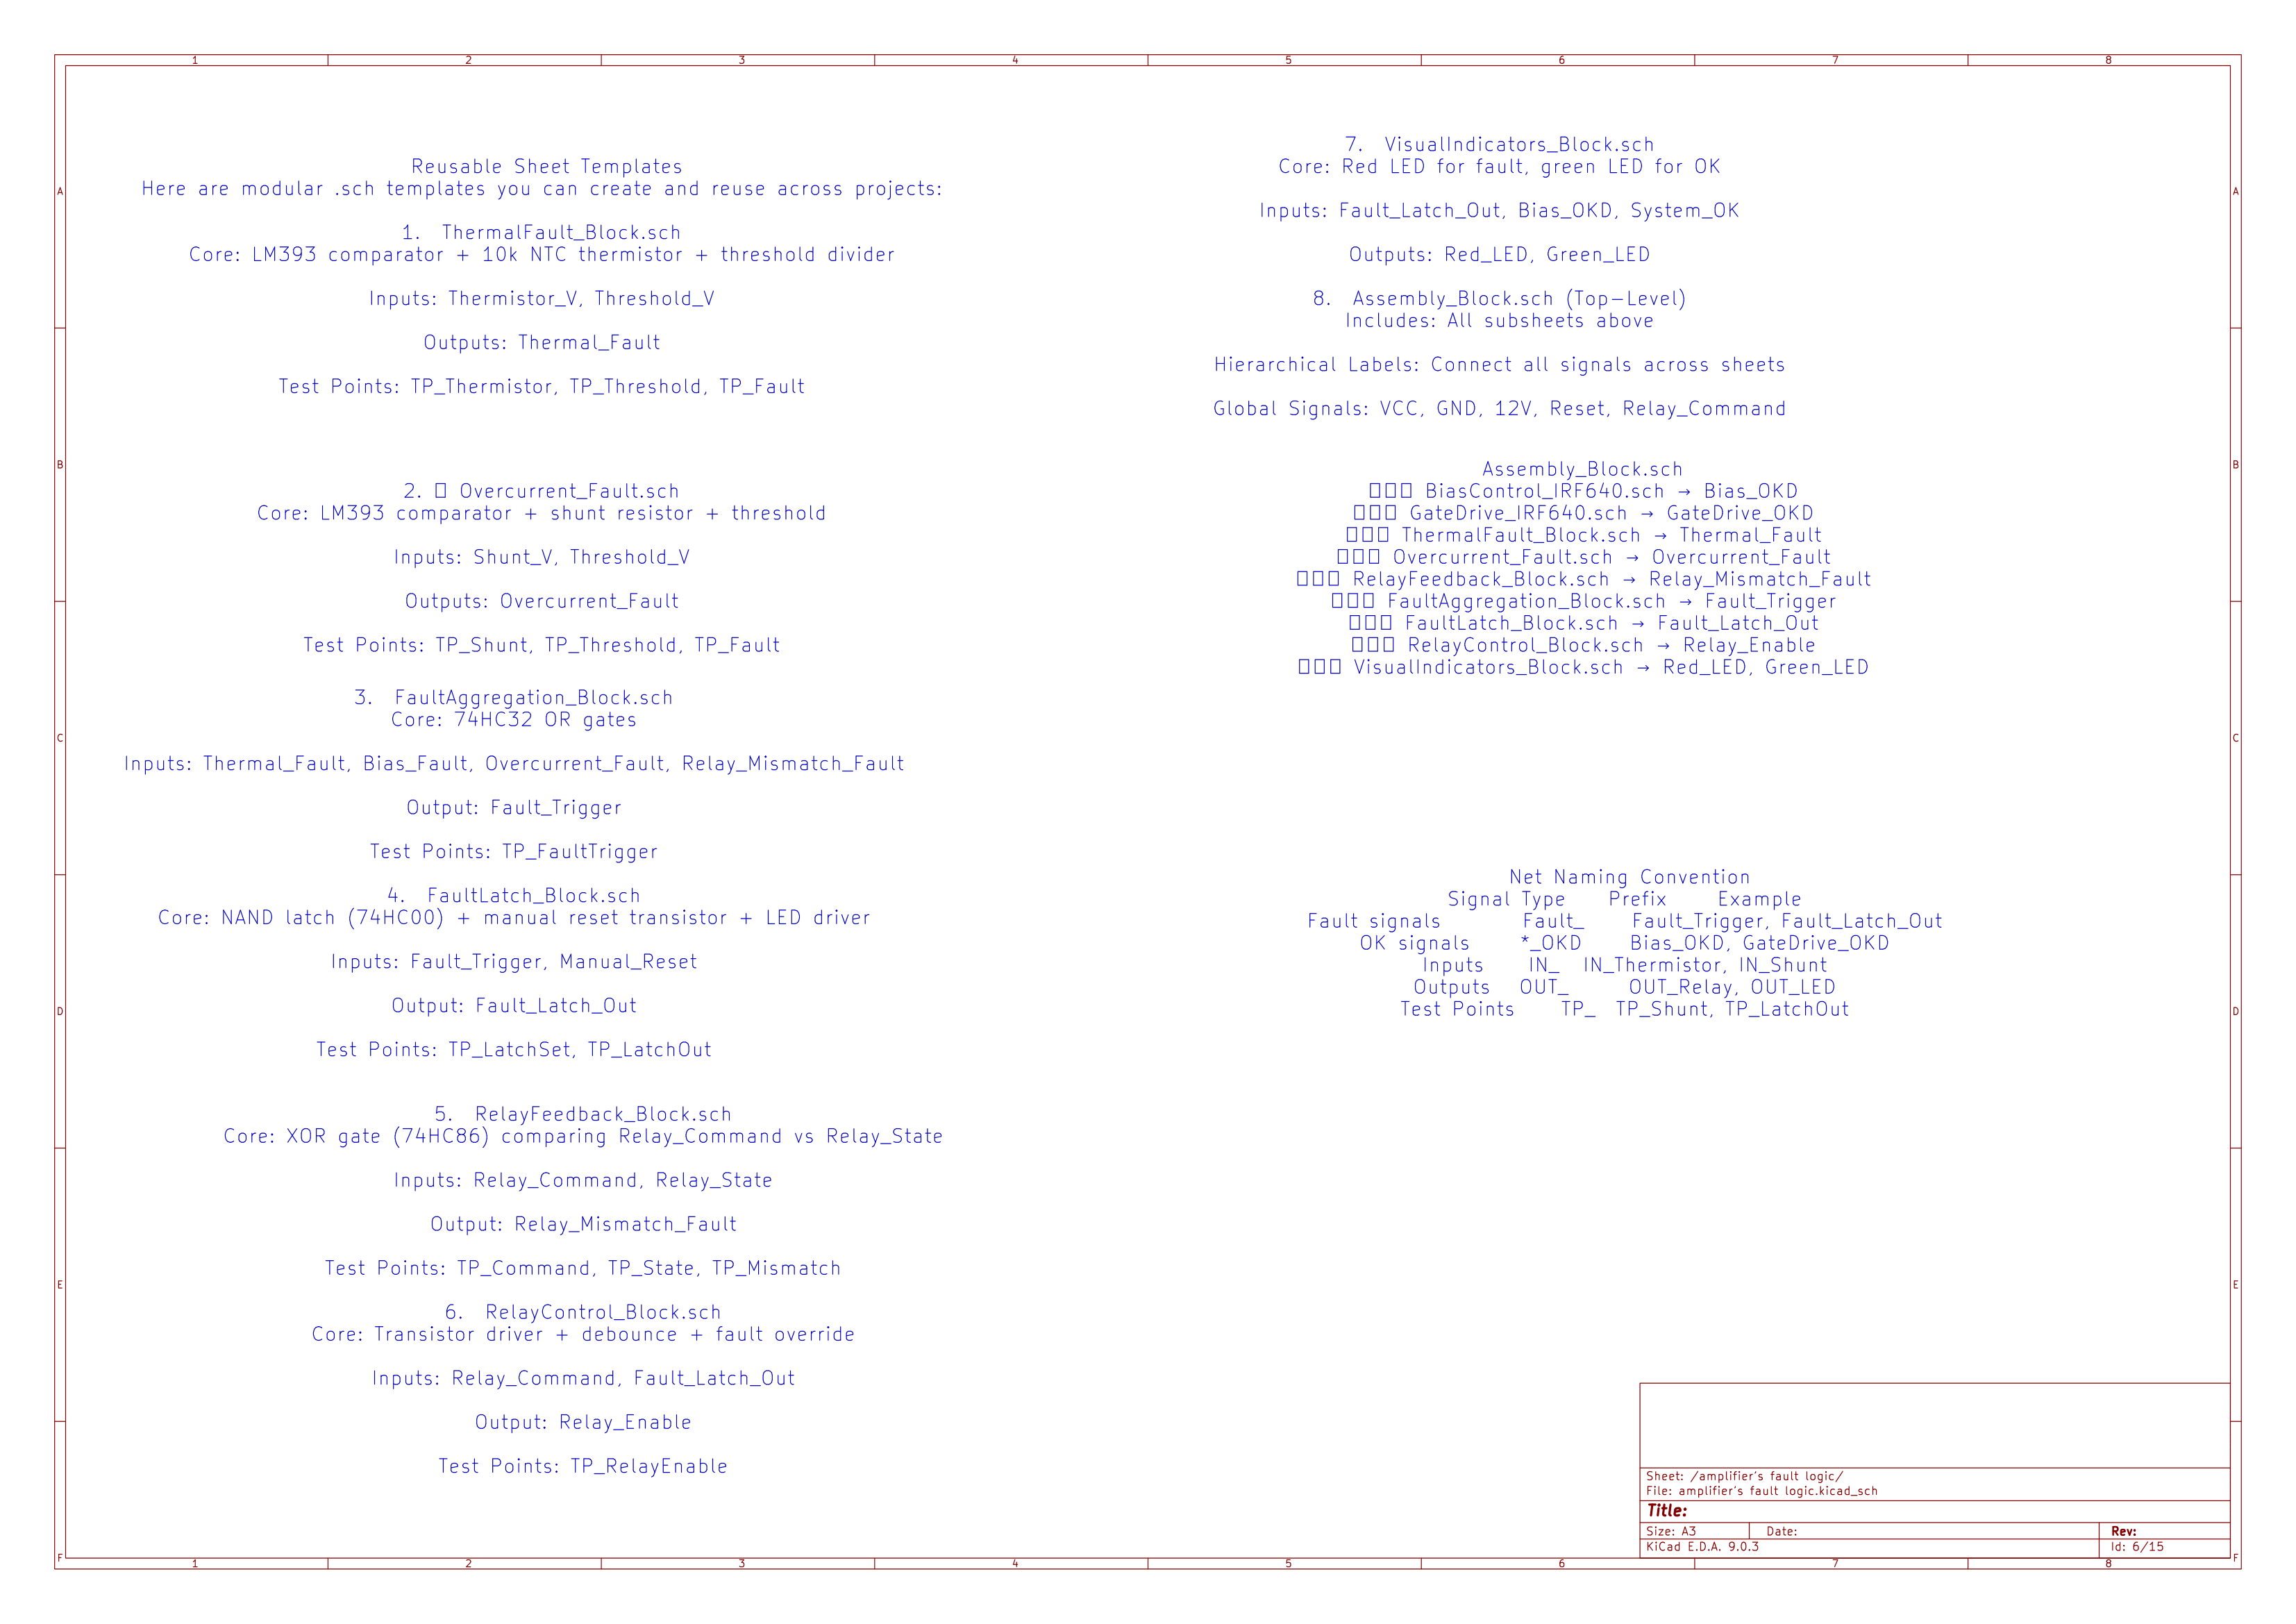 Reusable Sheet Templates
Here are modular .sch templates you can create and reuse across projects:
1. ThermalFault_Block.sch
Core: LM393 comparator + 10k NTC thermistor + threshold divider
Inputs: Thermistor_V, Threshold_V
Outputs: Thermal_Fault
Test Points: TP_Thermistor, TP_Threshold, TP_Fault
2. □ Overcurrent_Fault.sch
Core: LM393 comparator + shunt resistor + threshold
Inputs: Shunt_V, Threshold_V
Outputs: Overcurrent_Fault
Test Points: TP_Shunt, TP_Threshold, TP_Fault
3. FaultAggregation_Block.sch
Core: 74HC32 OR gates
Inputs: Thermal_Fault, Bias_Fault, Overcurrent_Fault, Relay_Mismatch_Fault
Output: Fault_Trigger
Test Points: TP_FaultTrigger
4. FaultLatch_Block.sch
Core: NAND latch (74HC00) + manual reset transistor + LED driver
Inputs: Fault_Trigger, Manual_Reset
Output: Fault_Latch_Out
Test Points: TP_LatchSet, TP_LatchOut
5. RelayFeedback_Block.sch
Core: XOR gate (74HC86) comparing Relay_Command vs Relay_State
Inputs: Relay_Command, Relay_State
Output: Relay_Mismatch_Fault
Test Points: TP_Command, TP_State, TP_Mismatch
6. RelayControl_Block.sch
Core: Transistor driver + debounce + fault override
Inputs: Relay_Command, Fault_Latch_Out
Output: Relay_Enable
Test Points: TP_RelayEnable
7. VisualIndicators_Block.sch
Core: Red LED for fault, green LED for OK
Inputs: Fault_Latch_Out, Bias_OKD, System_OK
Outputs: Red_LED, Green_LED
8. Assembly_Block.sch (Top-Level)
Includes: All subsheets above
Hierarchical Labels: Connect all signals across sheets
Global Signals: VCC, GND, 12V, Reset, Relay_Command
Assembly_Block.sch
□□□ BiasControl_IRF640.sch → Bias_OKD
□□□ GateDrive_IRF640.sch → GateDrive_OKD
□□□ ThermalFault_Block.sch → Thermal_Fault
□□□ Overcurrent_Fault.sch → Overcurrent_Fault
□□□ RelayFeedback_Block.sch → Relay_Mismatch_Fault
□□□ FaultAggregation_Block.sch → Fault_Trigger
□□□ FaultLatch_Block.sch → Fault_Latch_Out
□□□ RelayControl_Block.sch → Relay_Enable
□□□ VisualIndicators_Block.sch → Red_LED, Green_LED
Net Naming Convention
Signal Type Prefix Example
Fault signals Fault_ Fault_Trigger, Fault_Latch_Out
OK signals *_OKD Bias_OKD, GateDrive_OKD
Inputs IN_ IN_Thermistor, IN_Shunt
Outputs OUT_ OUT_Relay, OUT_LED
Test Points TP_ TP_Shunt, TP_LatchOut
Sheet: /amplifier's fault logic/
File: amplifier's fault logic.kicad_sch
Title:
Size: A3 Date: Rev:
KiCad E.D.A. 9.0.3 Id: 6/15
1 2 3 4 5 6 7 8
1 2 3 4 5 6 7 8
A B C D E F
A B C D E F